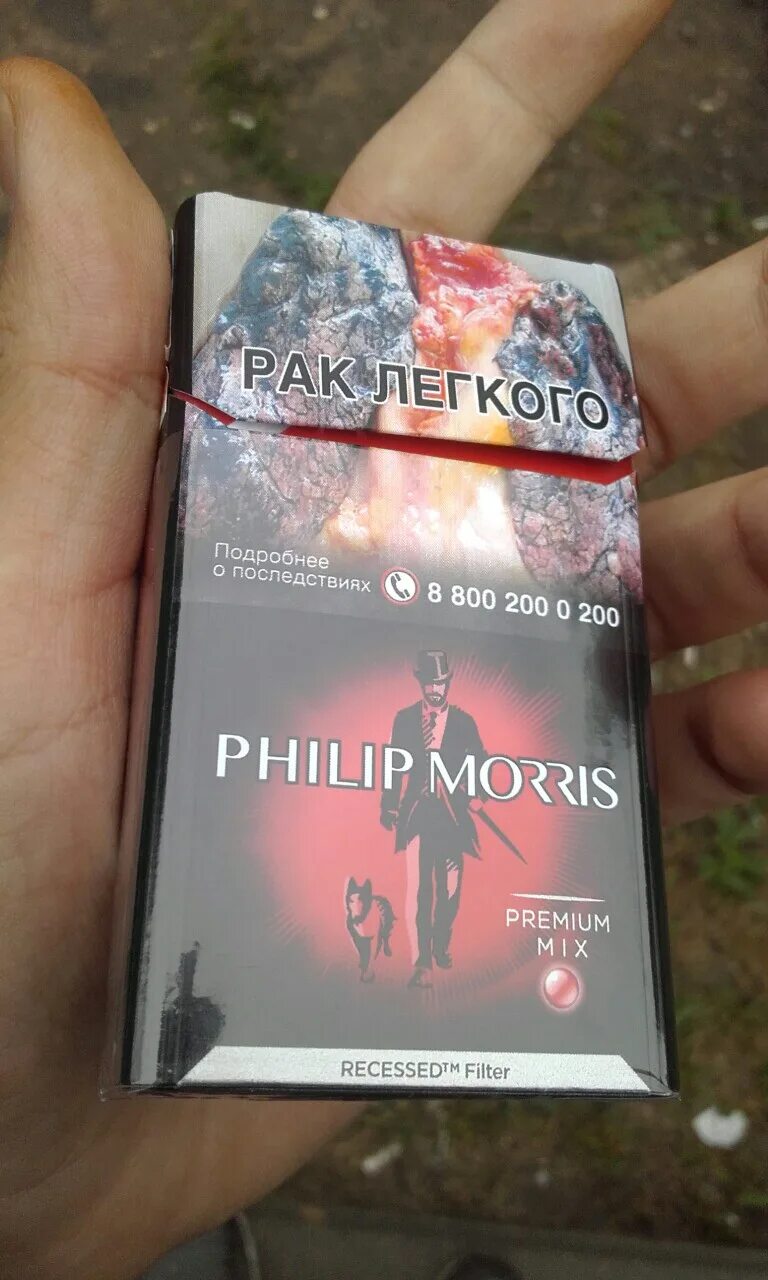 РАК ЛЕГКОГО
Подробнее
о последствиях 8 800 200 0 200
PHILIP MORRIS
PREMIUM
MIX
RECESSED™ Filter